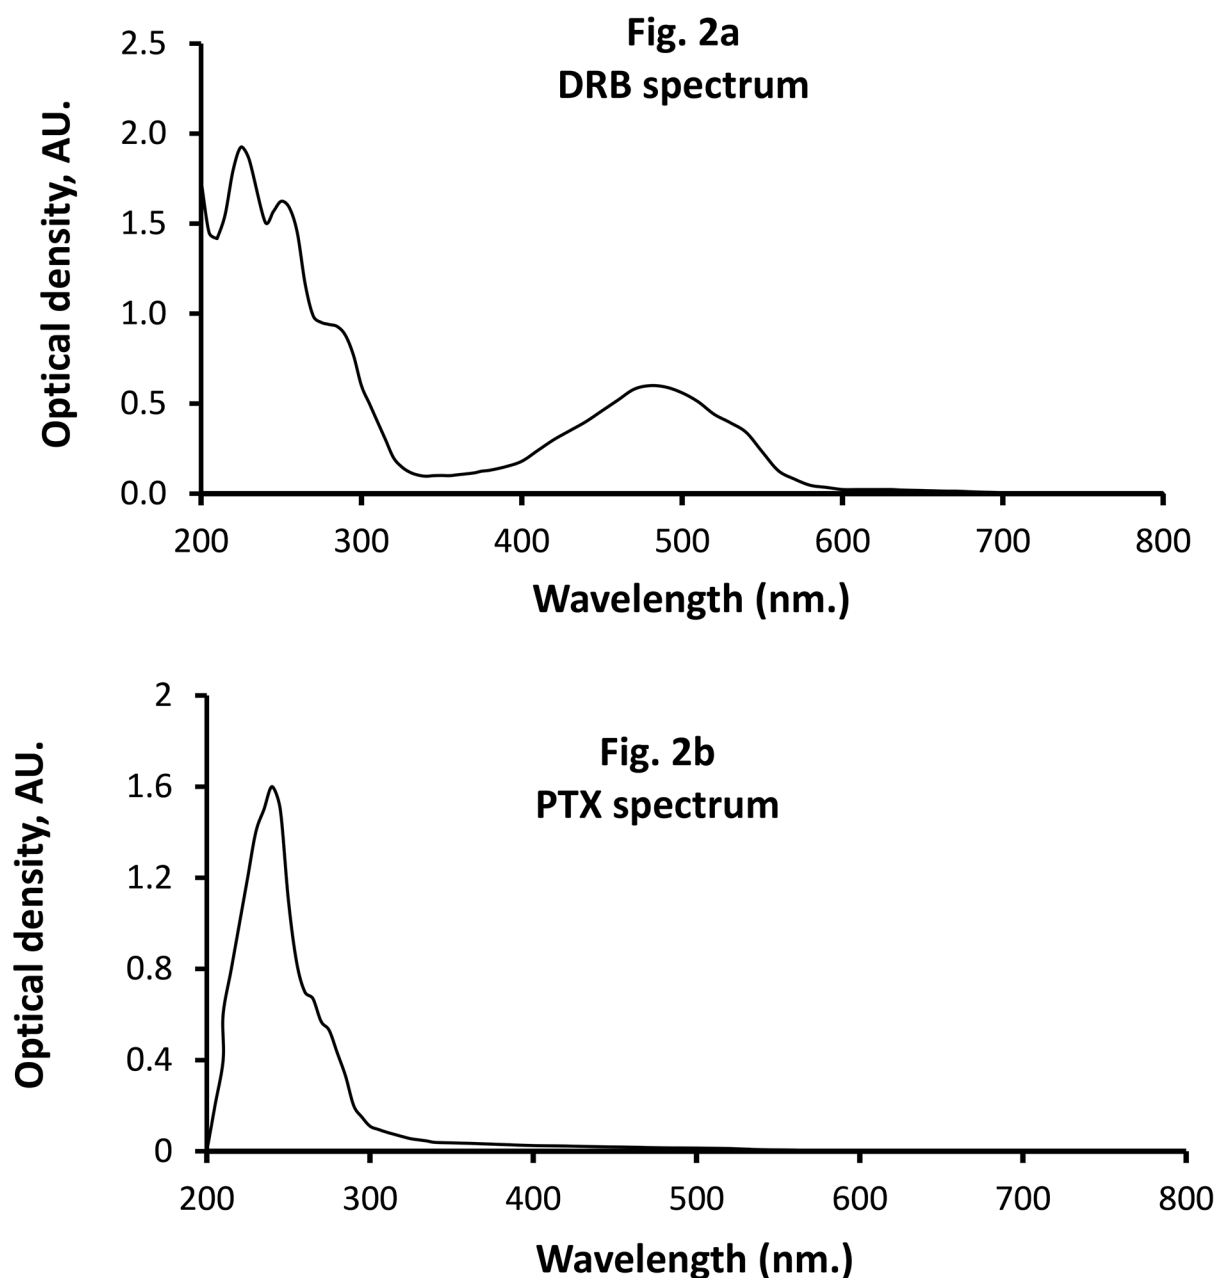 Fig. 2a
DRB spectrum
Optical density, AU.
2.5
2.0
1.5
1.0
0.5
0.0
200 300 400 500 600 700 800
Wavelength (nm.)
Fig. 2b
PTX spectrum
Optical density, AU.
2
1.6
1.2
0.8
0.4
0
200 300 400 500 600 700 800
Wavelength (nm.)